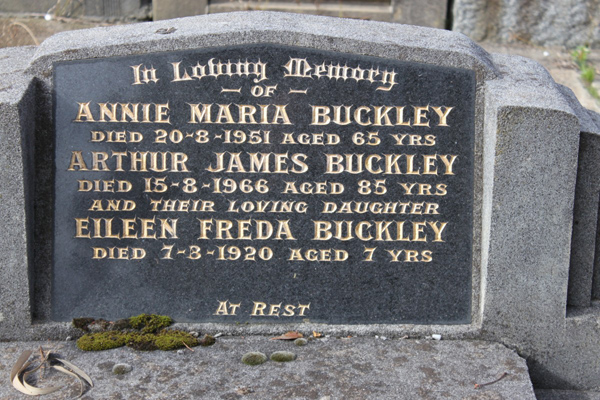 In Loving Memory
— OF —
ANNIE MARIA BUCKLEY
DIED 20-8-1951 AGED 65 YRS
ARTHUR JAMES BUCKLEY
DIED 15-8-1966 AGED 85 YRS
AND THEIR LOVING DAUGHTER
EILEEN FREDA BUCKLEY
DIED 7-3-1920 AGED 7 YRS
AT REST